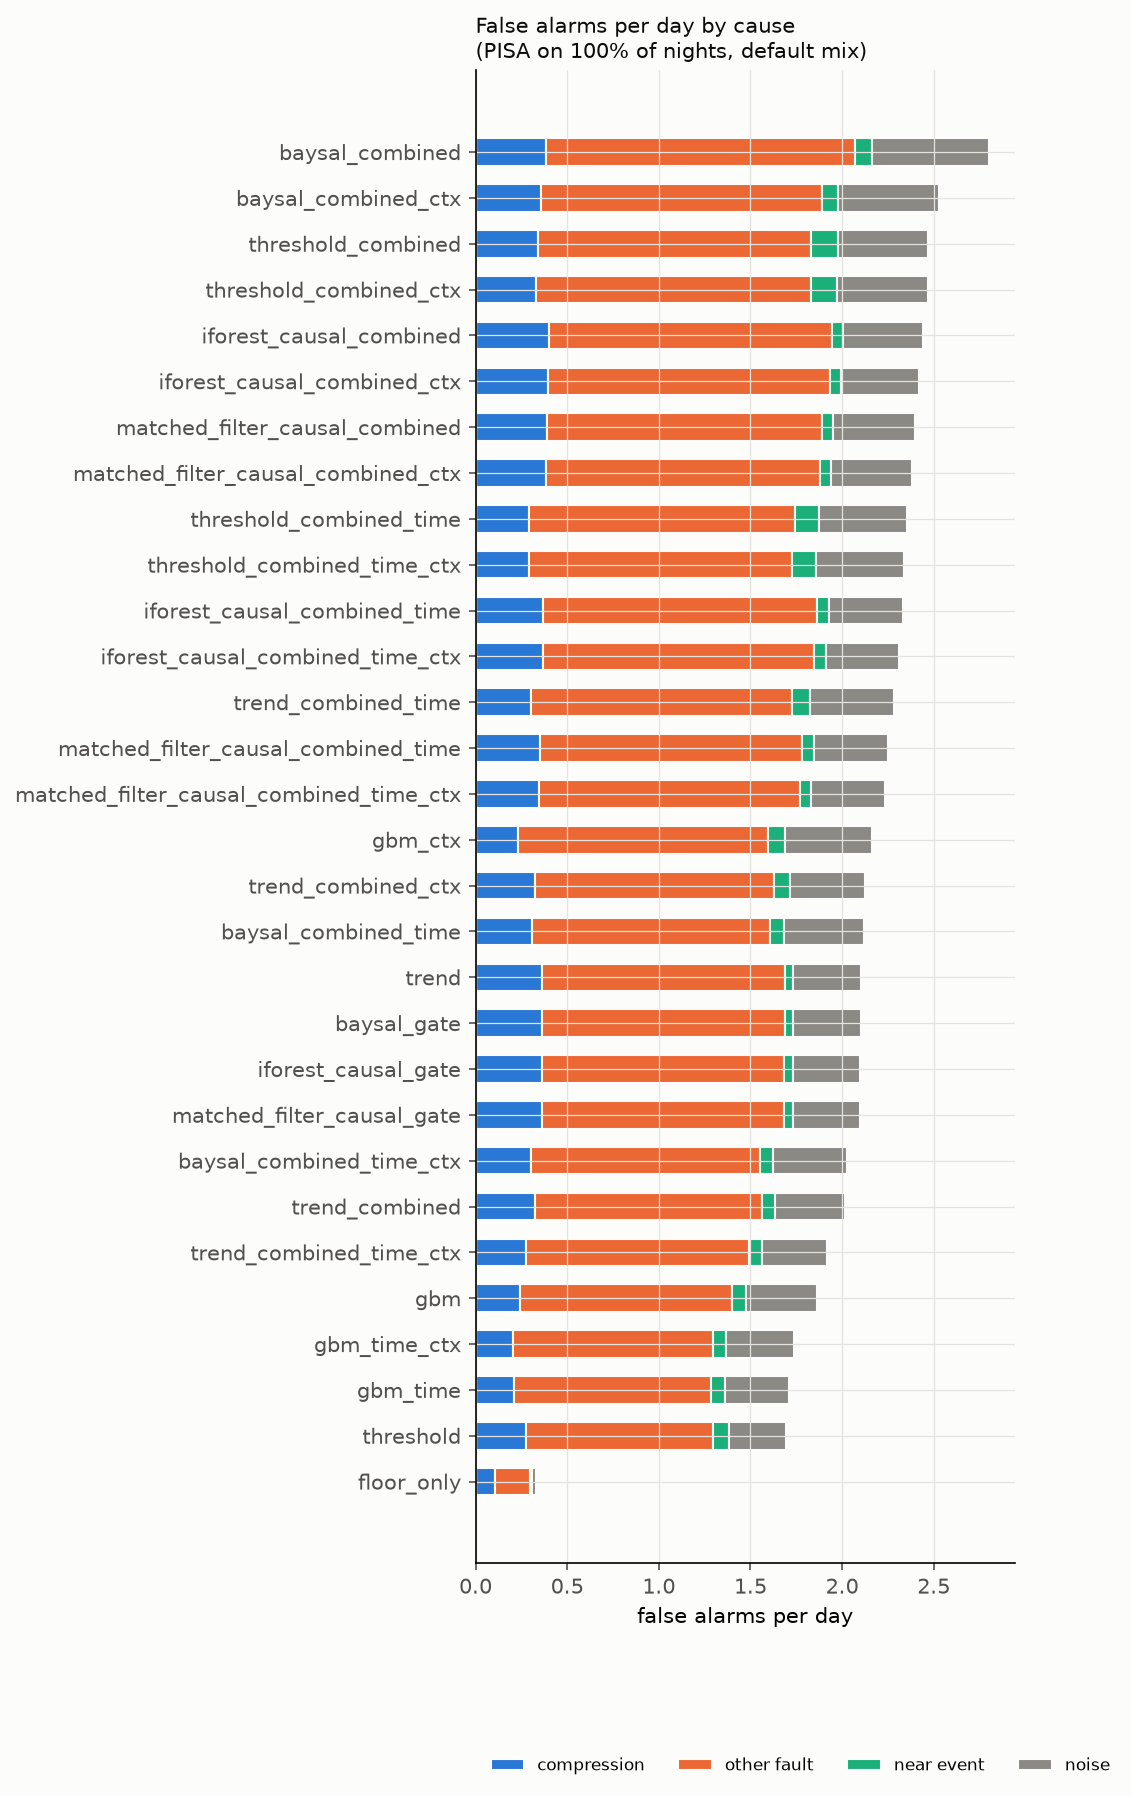 False alarms per day by cause
(PISA on 100% of nights, default mix)
baysal_combined
baysal_combined_ctx
threshold_combined
threshold_combined_ctx
iforest_causal_combined
iforest_causal_combined_ctx
matched_filter_causal_combined
matched_filter_causal_combined_ctx
threshold_combined_time
threshold_combined_time_ctx
iforest_causal_combined_time
iforest_causal_combined_time_ctx
trend_combined_time
matched_filter_causal_combined_time
matched_filter_causal_combined_time_ctx
gbm_ctx
trend_combined_ctx
baysal_combined_time
trend
baysal_gate
iforest_causal_gate
matched_filter_causal_gate
baysal_combined_time_ctx
trend_combined
trend_combined_time_ctx
gbm
gbm_time_ctx
gbm_time
threshold
floor_only
0.0 0.5 1.0 1.5 2.0 2.5
false alarms per day
compression other fault near event noise